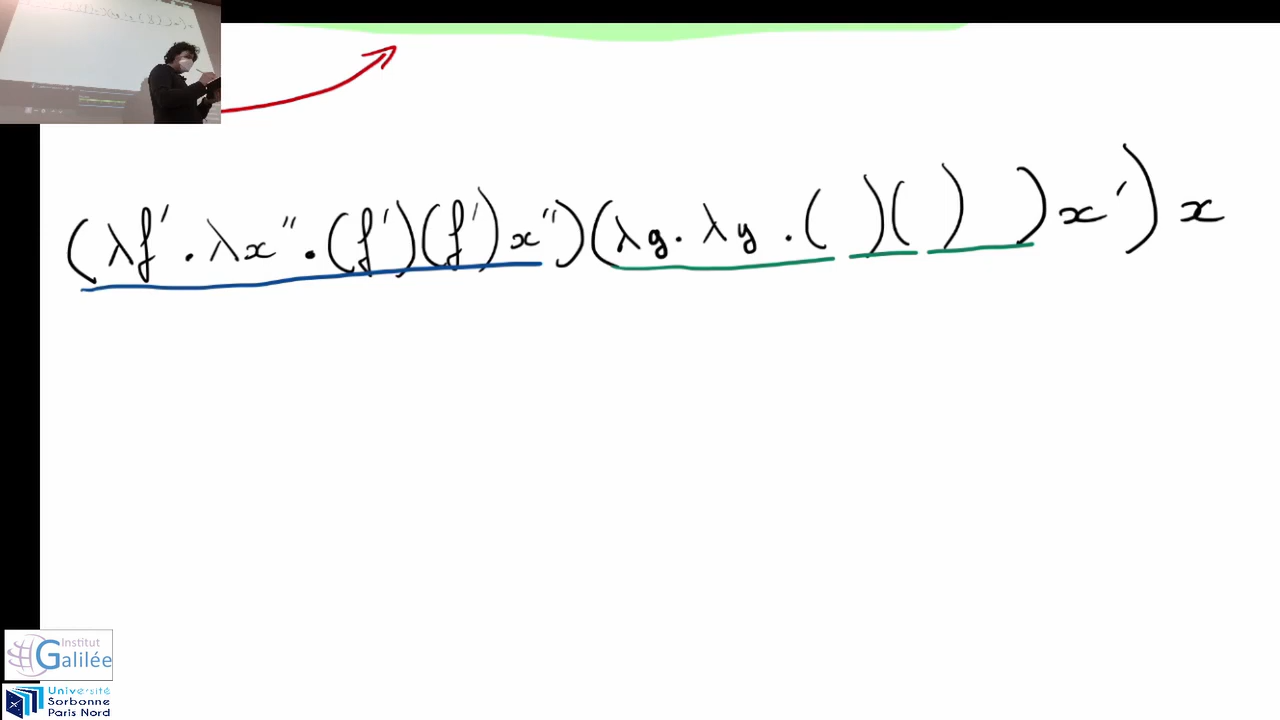 (λf'.λx''.(f')(f')x'')(λg.λy.( )( ) )x')x
Institut
Galilée
Université
Sorbonne
Paris Nord